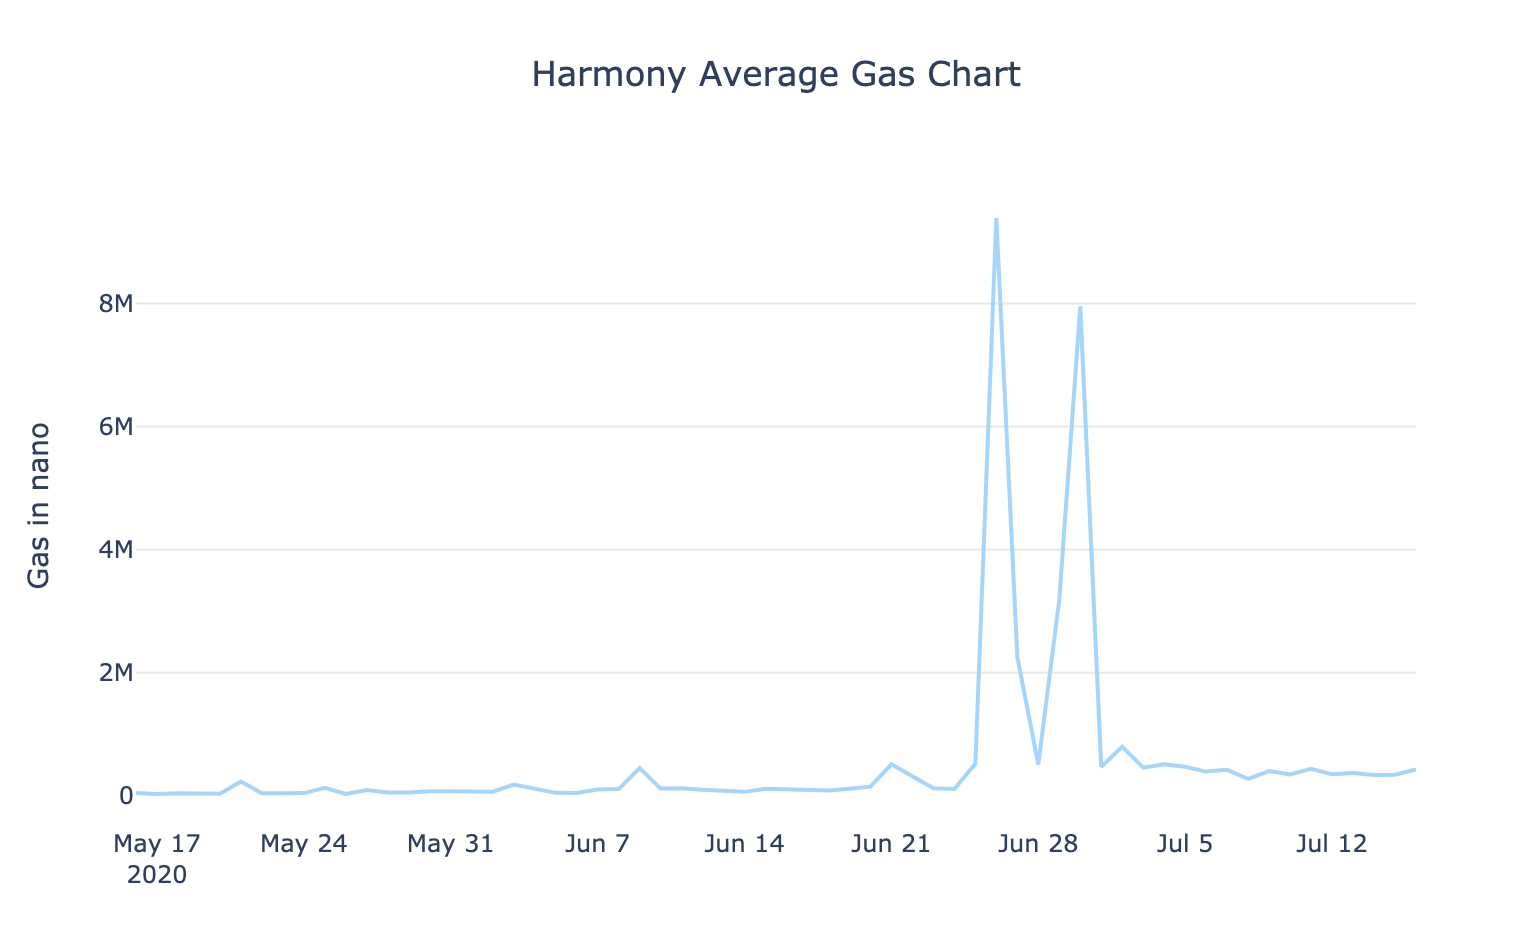 Harmony Average Gas Chart
Gas in nano
8M
6M
4M
2M
0
May 17
2020
May 24
May 31
Jun 7
Jun 14
Jun 21
Jun 28
Jul 5
Jul 12